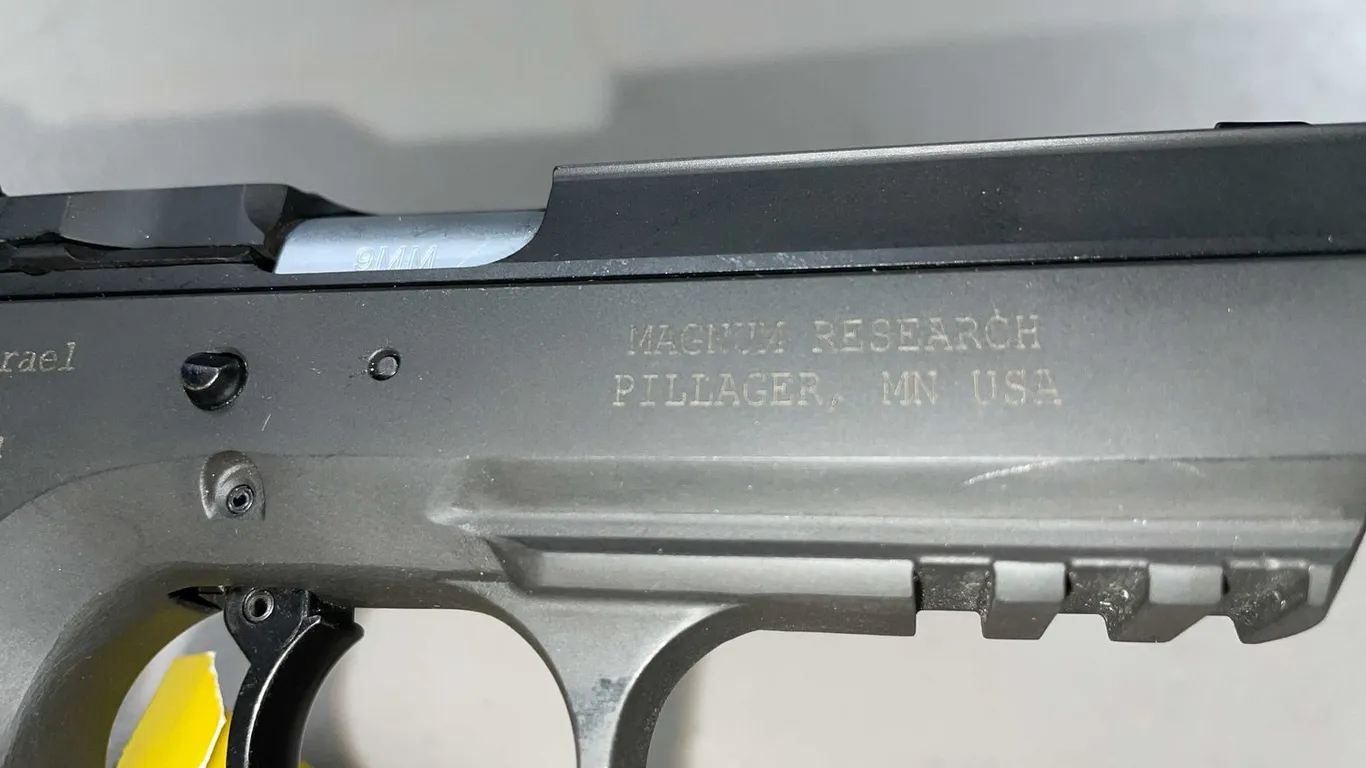 9MM
rael
MAGNUM RESEARCH
PILLAGER, MN USA